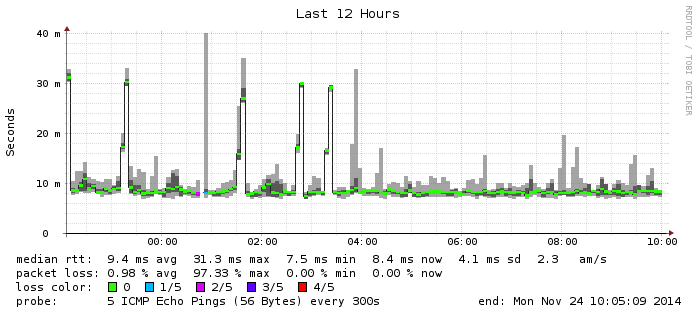 Last 12 Hours
RRDTOOL / TOBI OETIKER
Seconds
40 m
30 m
20 m
10 m
0
00:00 02:00 04:00 06:00 08:00 10:00
median rtt: 9.4 ms avg 31.3 ms max 7.5 ms min 8.4 ms now 4.1 ms sd 2.3 am/s
packet loss: 0.98 % avg 97.33 % max 0.00 % min 0.00 % now
loss color: 0 1/5 2/5 3/5 4/5
probe: 5 ICMP Echo Pings (56 Bytes) every 300s end: Mon Nov 24 10:05:09 2014